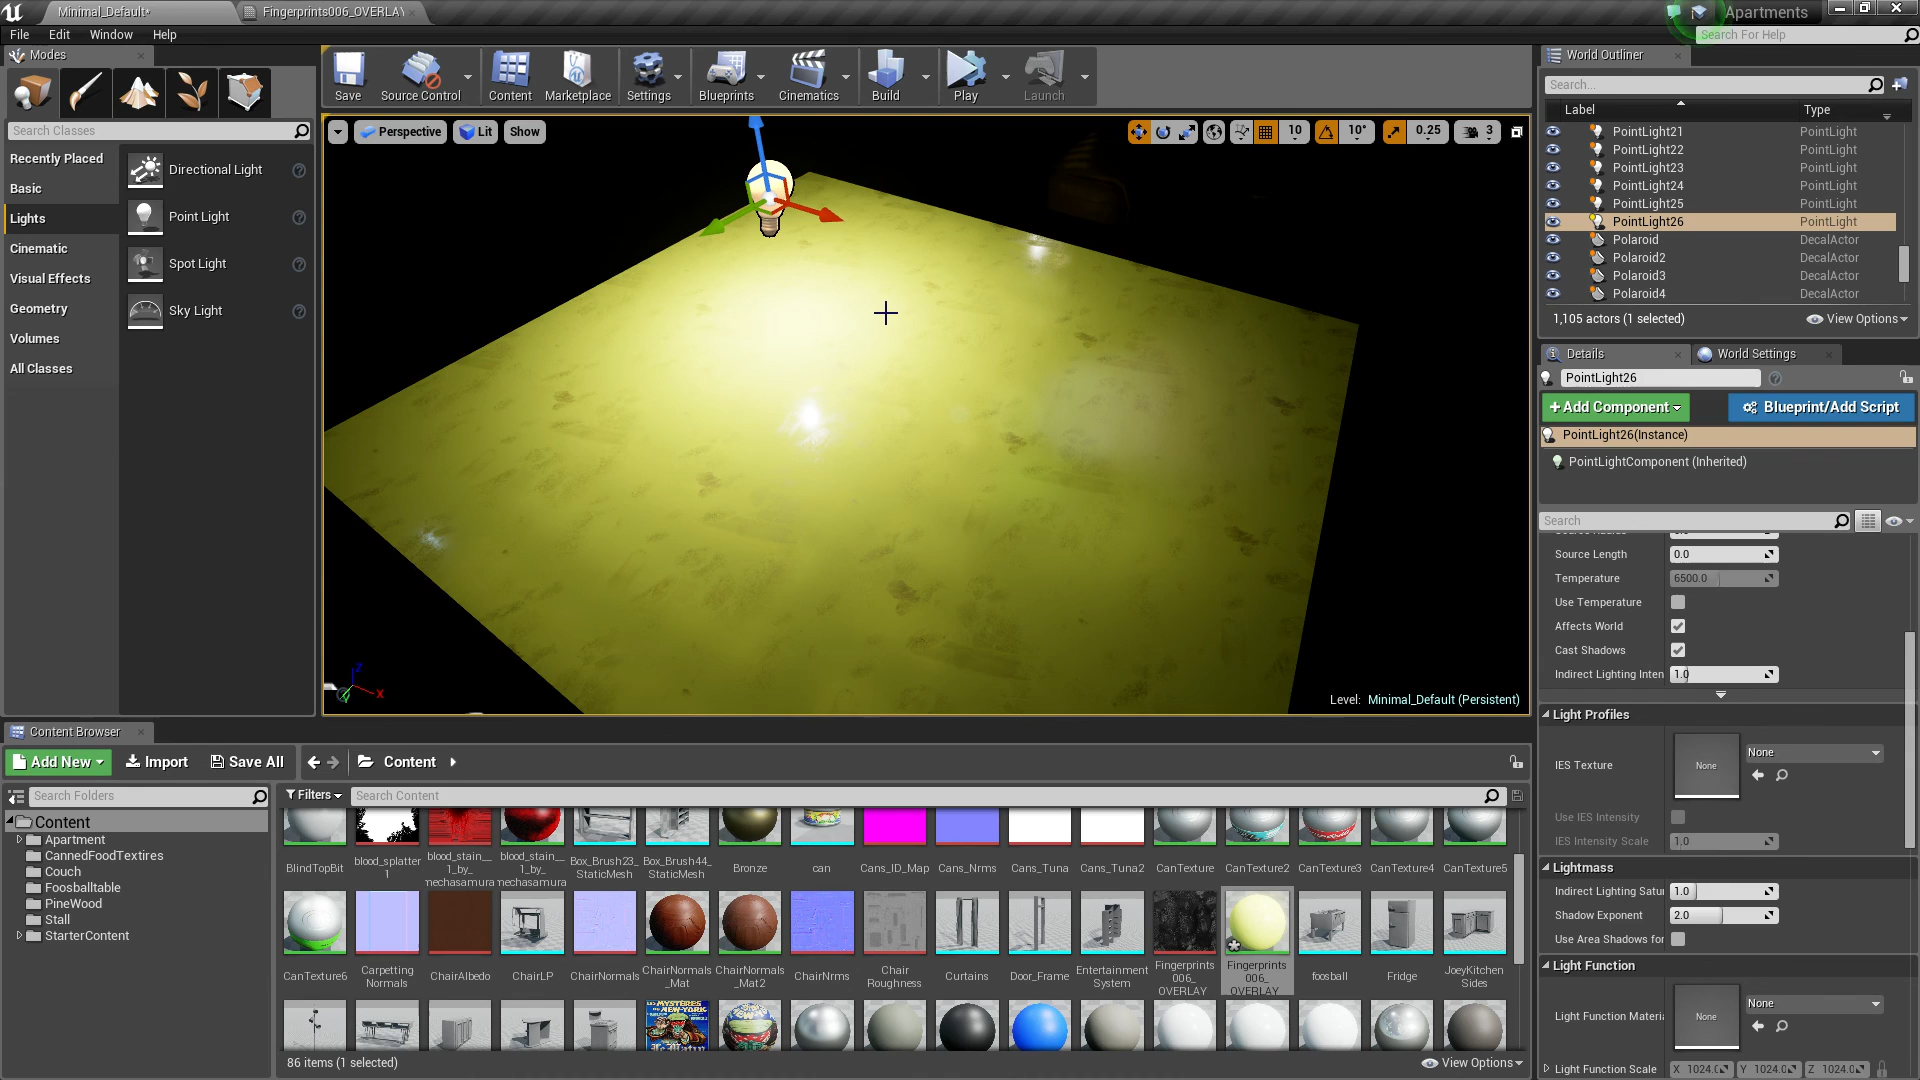 Minimal_Default*
Fingerprints006_OVERLAY
Apartments
File Edit Window Help
Search For Help
Modes
Search Classes
Recently Placed
Basic
Lights
Cinematic
Visual Effects
Geometry
Volumes
All Classes
Directional Light
Point Light
Spot Light
Sky Light
Save
Source Control
Content
Marketplace
Settings
Blueprints
Cinematics
Build
Play
Launch
Perspective Lit Show
10 10° 0.25 3
Z X Y
Level: Minimal_Default (Persistent)
World Outliner
Search...
Label Type
PointLight21 PointLight
PointLight22 PointLight
PointLight23 PointLight
PointLight24 PointLight
PointLight25 PointLight
PointLight26 PointLight
Polaroid DecalActor
Polaroid2 DecalActor
Polaroid3 DecalActor
Polaroid4 DecalActor
1,105 actors (1 selected) View Options
Details World Settings
PointLight26
+Add Component Blueprint/Add Script
PointLight26(Instance)
PointLightComponent (Inherited)
Search
Source Length 0.0
Temperature 6500.0
Use Temperature
Affects World
Cast Shadows
Indirect Lighting Inten 1.0
Light Profiles
IES Texture None None
Use IES Intensity
IES Intensity Scale 1.0
Lightmass
Indirect Lighting Satur 1.0
Shadow Exponent 2.0
Use Area Shadows for
Light Function
Light Function Materia None None
Light Function Scale X 1024.0 Y 1024.0 Z 1024.0
Content Browser
Add New Import Save All Content
Search Folders
Content
Apartment
CannedFoodTextires
Couch
Foosballtable
PineWood
Stall
StarterContent
Filters Search Content
BlindTopBit
blood_splatter
1
blood_stain__
1_by_
mechasamura
blood_stain__
1_by_
mechasamura
Box_Brush23_
StaticMesh
Box_Brush44_
StaticMesh
Bronze
can
Cans_ID_Map
Cans_Nrms
Cans_Tuna
Cans_Tuna2
CanTexture
CanTexture2
CanTexture3
CanTexture4
CanTexture5
CanTexture6
Carpetting
Normals
ChairAlbedo
ChairLP
ChairNormals
ChairNormals
_Mat
ChairNormals
_Mat2
ChairNrms
Chair
Roughness
Curtains
Door_Frame
Entertainment
System
Fingerprints
006_
OVERLAY
Fingerprints
006_
OVERLAY
foosball
Fridge
JoeyKitchen
Sides
86 items (1 selected) View Options